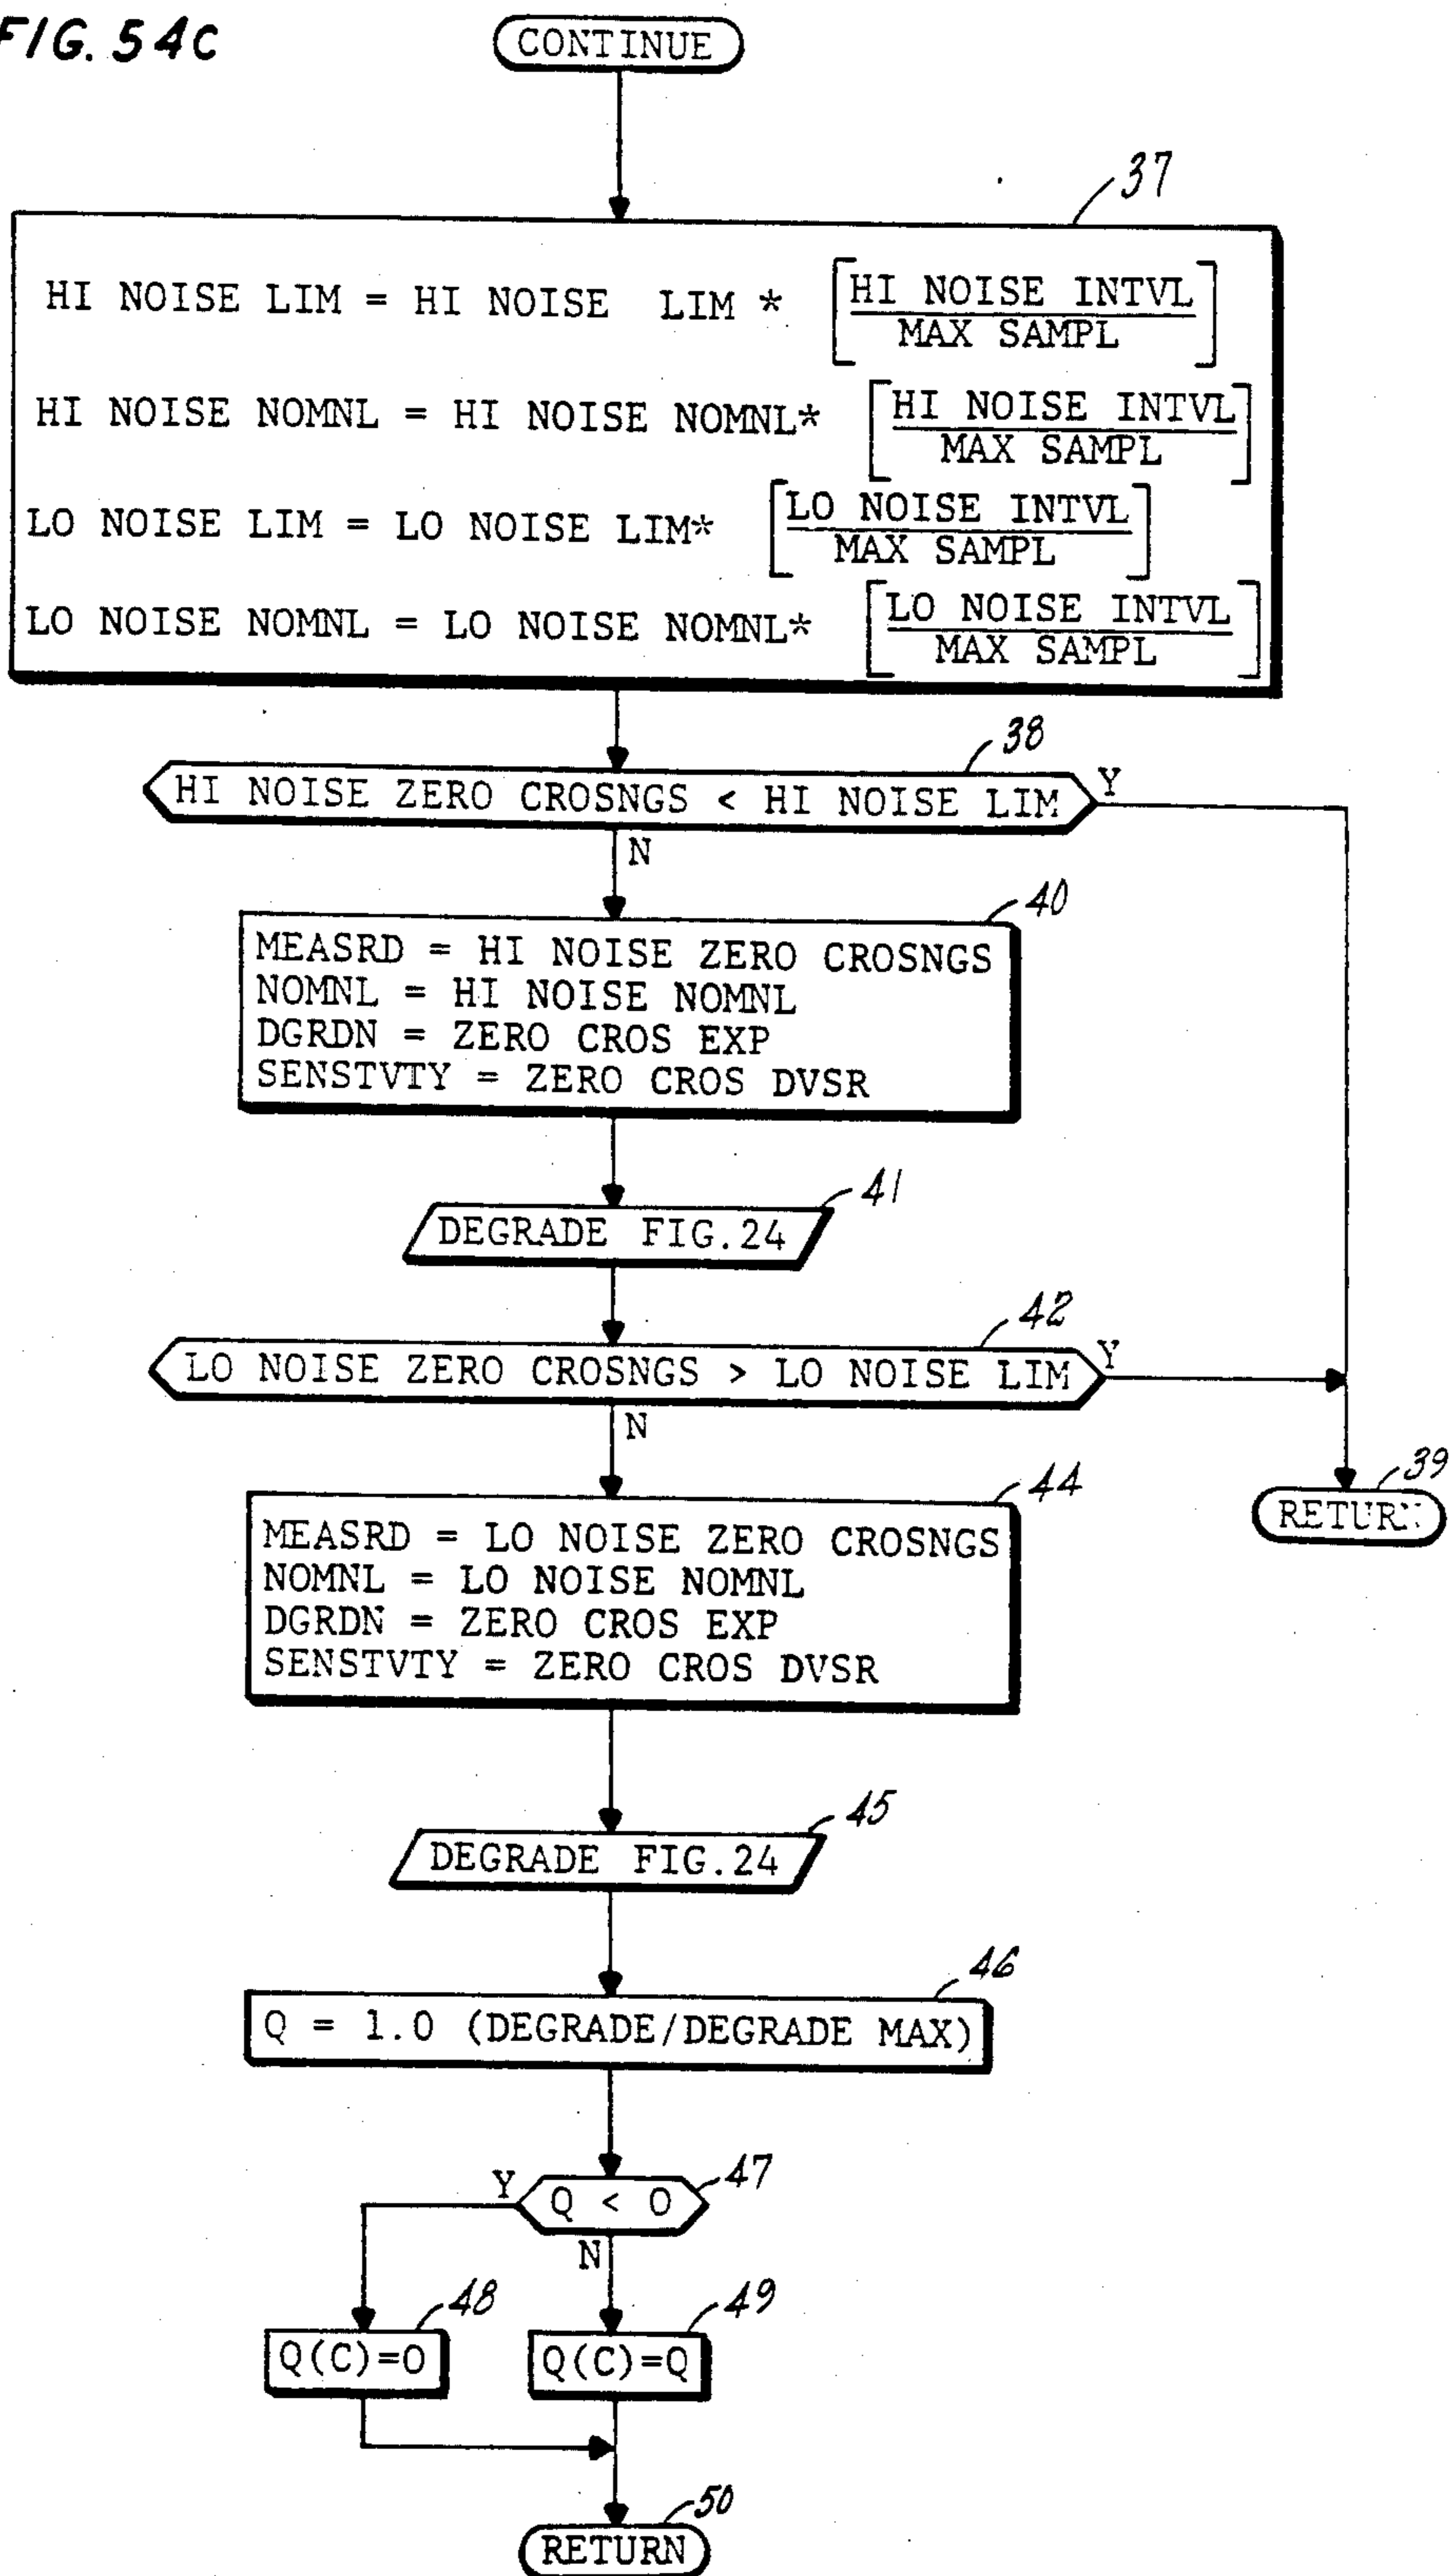 FIG. 54C
CONTINUE
37
HI NOISE LIM = HI NOISE LIM * [HI NOISE INTVL
MAX SAMPL]
HI NOISE NOMNL = HI NOISE NOMNL* [HI NOISE INTVL
MAX SAMPL]
LO NOISE LIM = LO NOISE LIM* [LO NOISE INTVL
MAX SAMPL]
LO NOISE NOMNL = LO NOISE NOMNL* [LO NOISE INTVL
MAX SAMPL]
38
HI NOISE ZERO CROSNGS < HI NOISE LIM
Y
N
40
MEASRD = HI NOISE ZERO CROSNGS
NOMNL = HI NOISE NOMNL
DGRDN = ZERO CROS EXP
SENSTVTY = ZERO CROS DVSR
41
DEGRADE FIG.24
42
LO NOISE ZERO CROSNGS > LO NOISE LIM
Y
N
39
RETURN
44
MEASRD = LO NOISE ZERO CROSNGS
NOMNL = LO NOISE NOMNL
DGRDN = ZERO CROS EXP
SENSTVTY = ZERO CROS DVSR
45
DEGRADE FIG.24
46
Q = 1.0 (DEGRADE/DEGRADE MAX)
47
Y
Q < 0
N
48
49
Q(C)=0
Q(C)=Q
50
RETURN